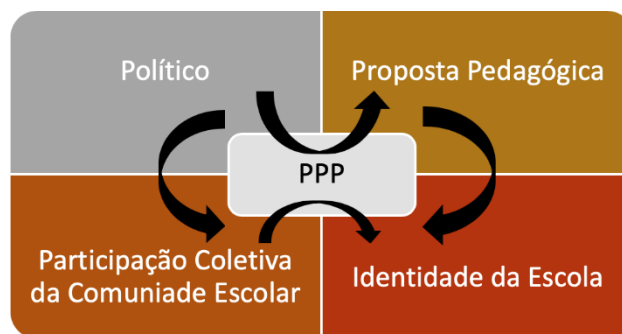 Político
Proposta Pedagógica
PPP
Participação Coletiva
da Comuniade Escolar
Identidade da Escola